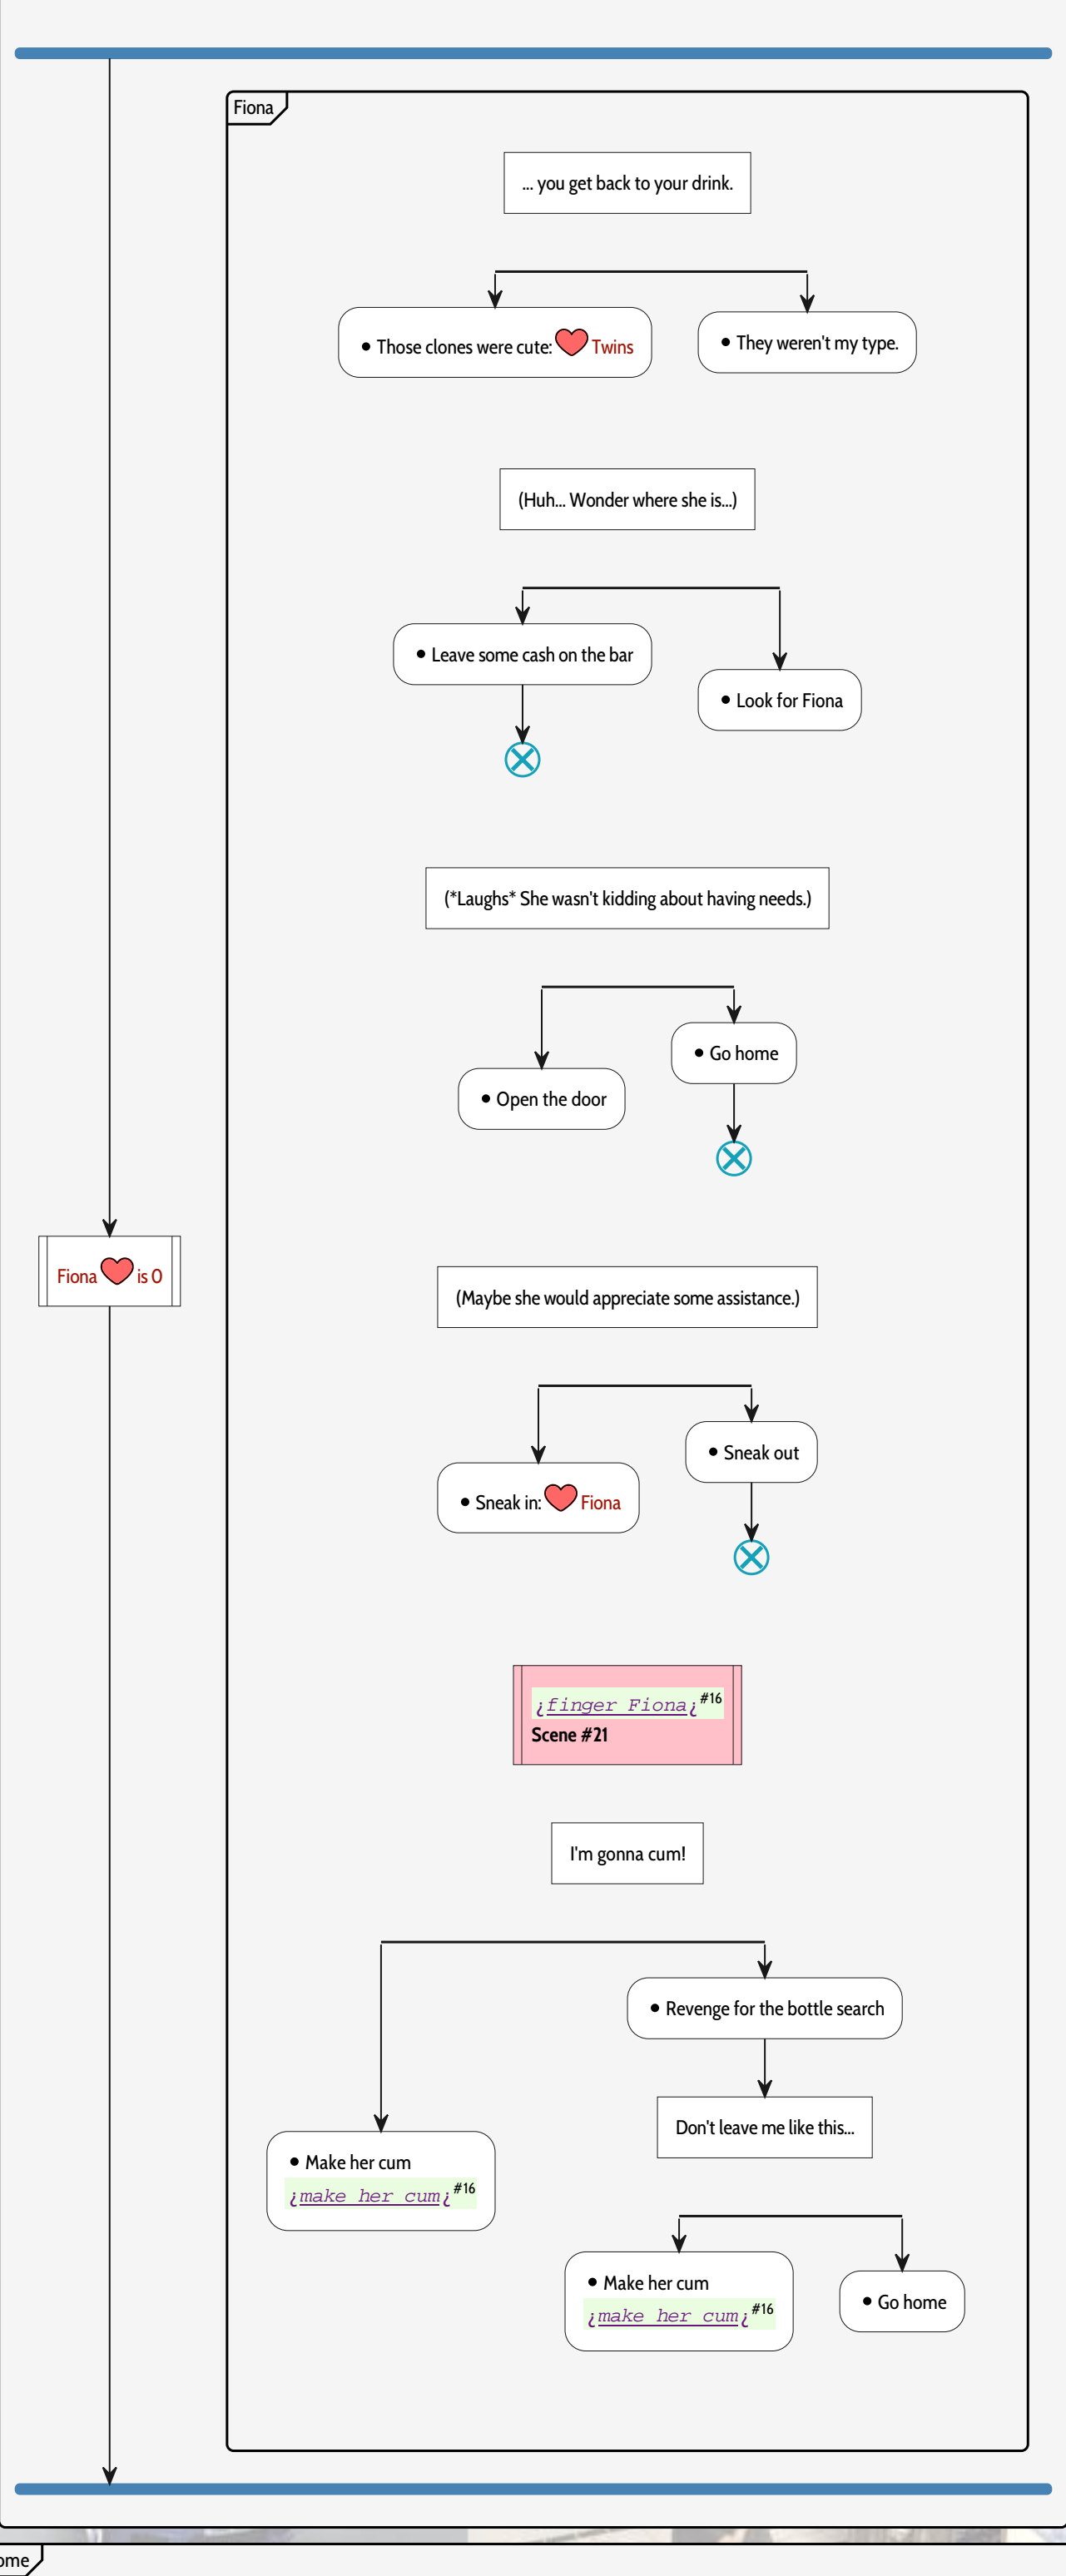 Fiona
... you get back to your drink.
• Those clones were cute: Twins
• They weren't my type.
(Huh... Wonder where she is...)
• Leave some cash on the bar
• Look for Fiona
(*Laughs* She wasn't kidding about having needs.)
• Go home
• Open the door
Fiona is 0
(Maybe she would appreciate some assistance.)
• Sneak out
• Sneak in: Fiona
¿finger Fiona¿#16
Scene #21
I'm gonna cum!
• Revenge for the bottle search
Don't leave me like this...
• Make her cum
¿make her cum¿#16
• Make her cum
¿make her cum¿#16
• Go home